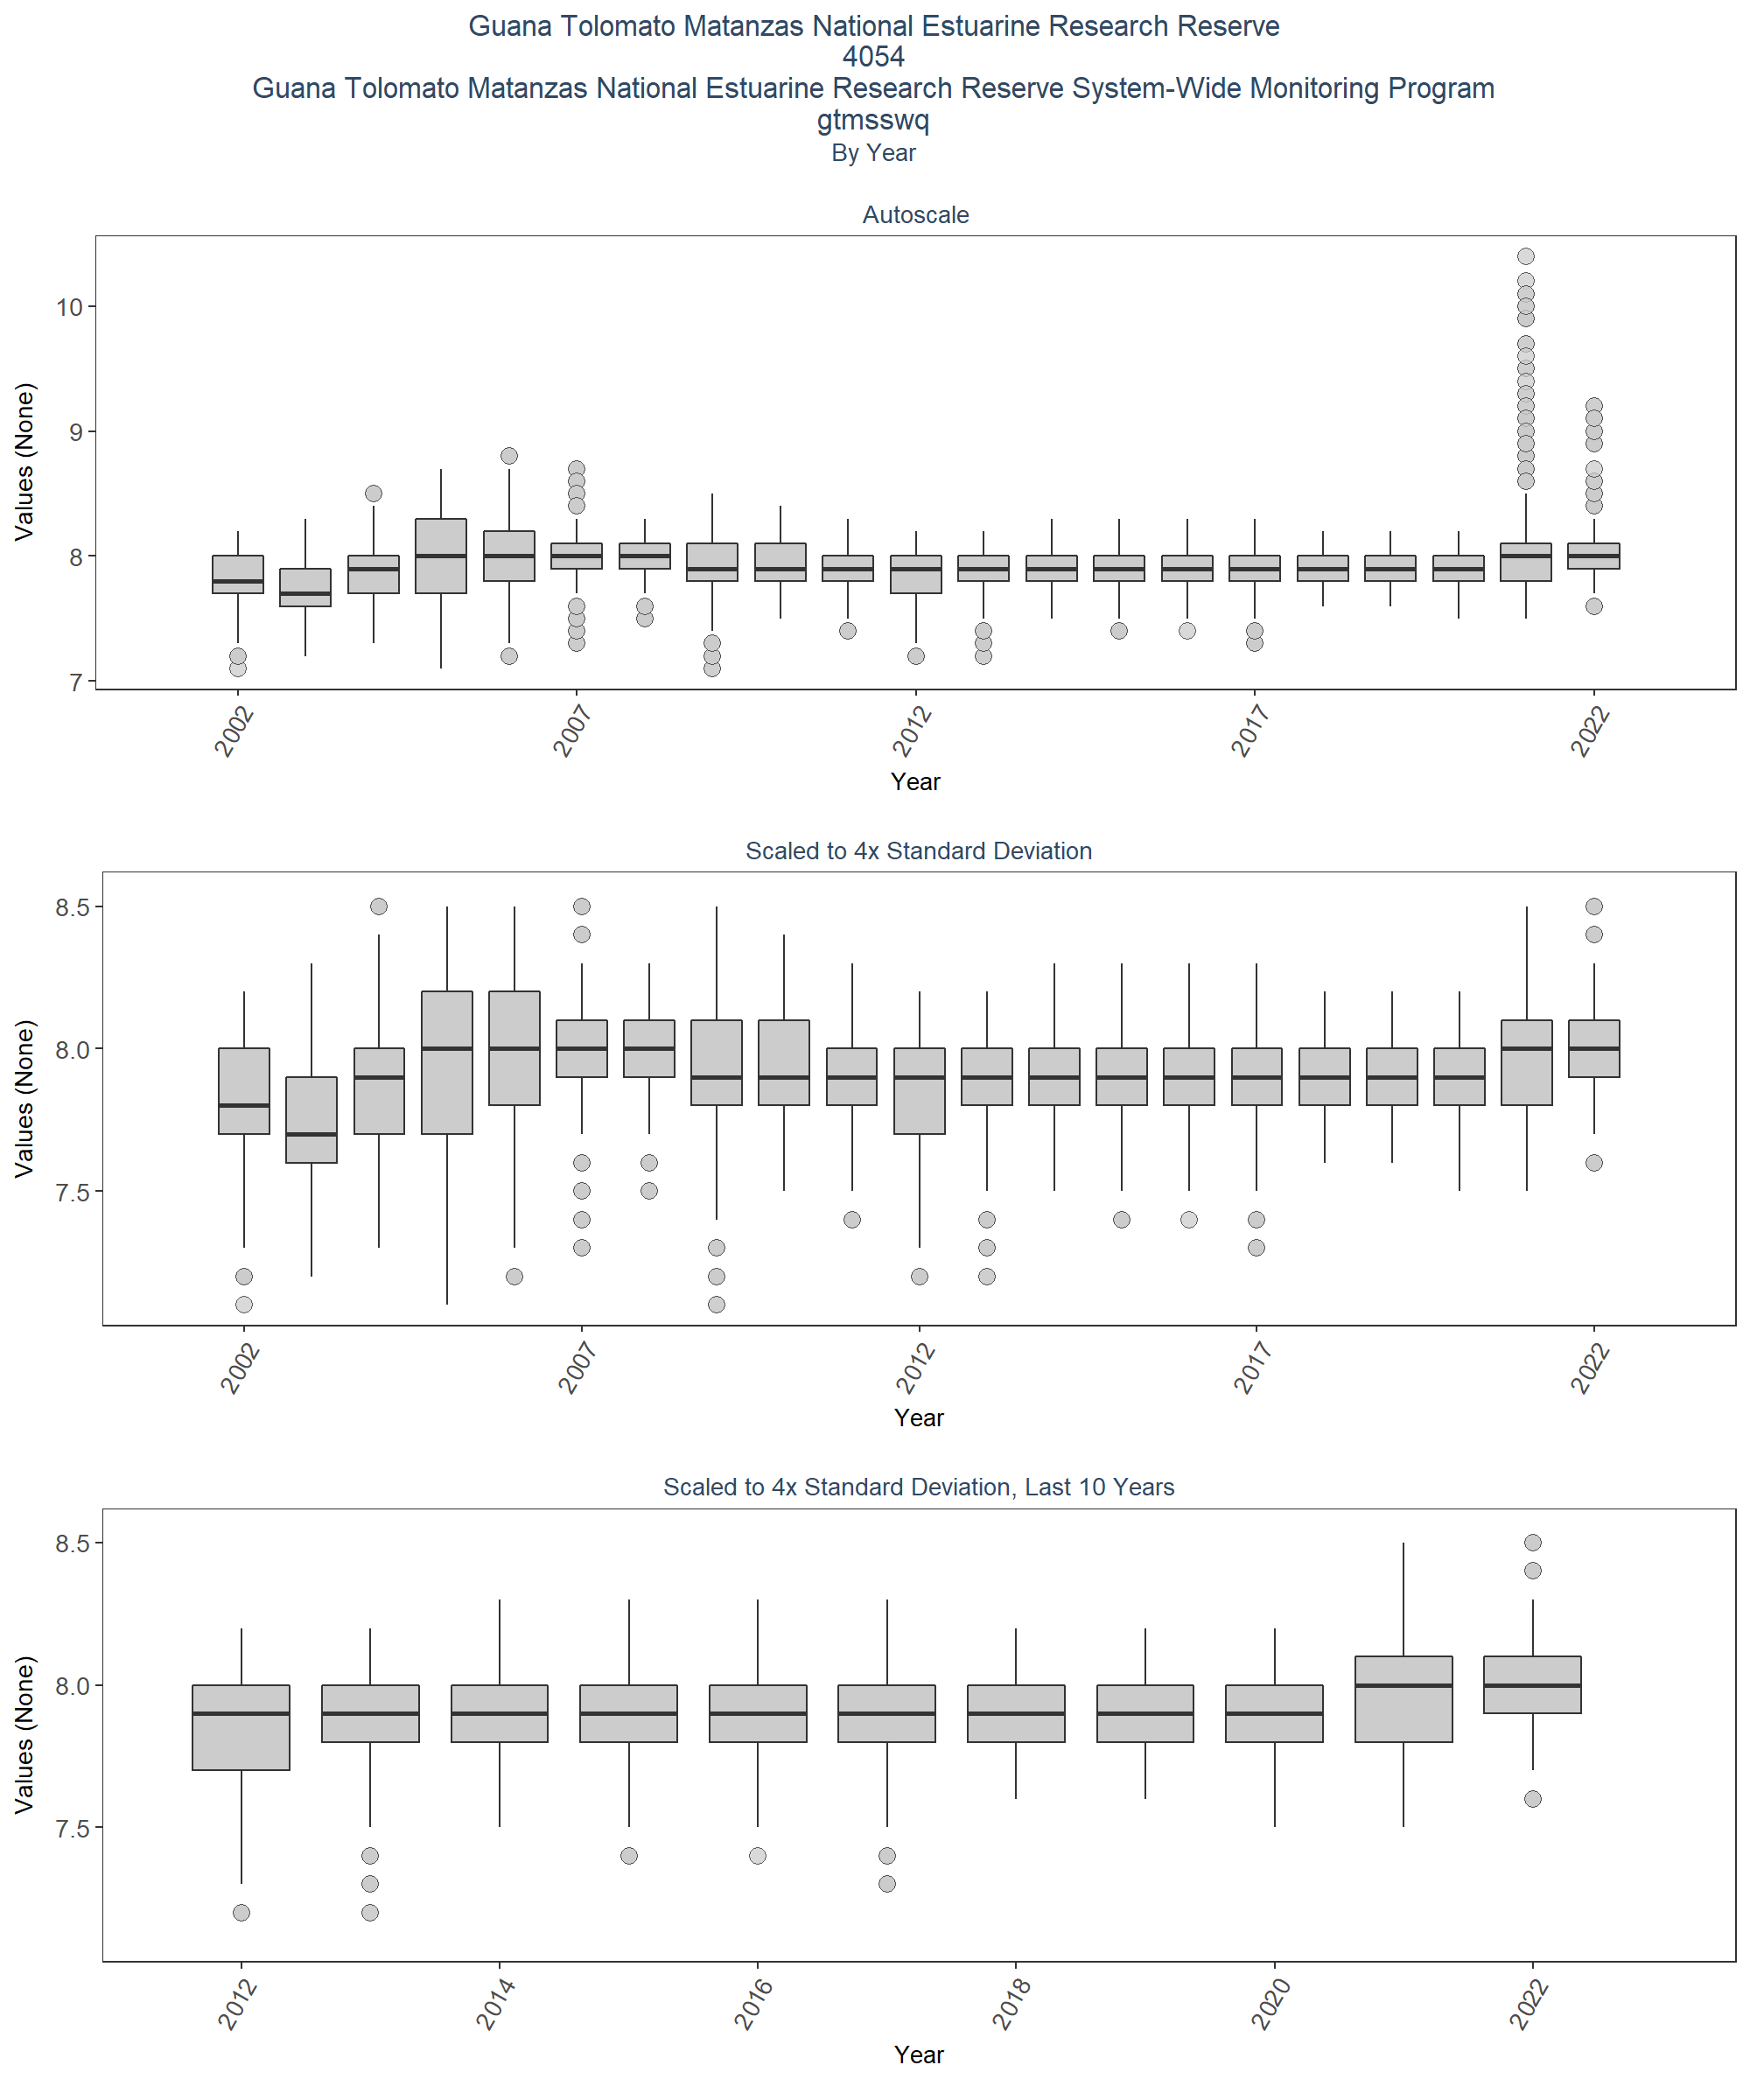 Guana Tolomato Matanzas National Estuarine Research Reserve
4054
Guana Tolomato Matanzas National Estuarine Research Reserve System-Wide Monitoring Program
gtmsswq
By Year
Autoscale
Values (None)
10
9
8
7
2002 2007 2012 2017 2022
Year
Scaled to 4x Standard Deviation
Values (None)
8.5
8.0
7.5
2002 2007 2012 2017 2022
Year
Scaled to 4x Standard Deviation, Last 10 Years
Values (None)
8.5
8.0
7.5
2012 2014 2016 2018 2020 2022
Year